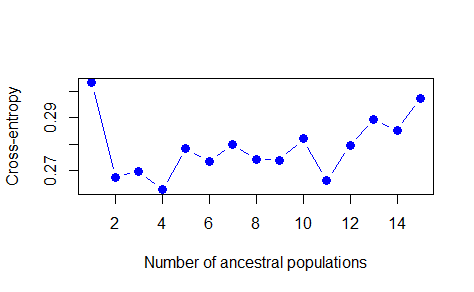 Cross-entropy
0.29
0.27
2 4 6 8 10 12 14
Number of ancestral populations